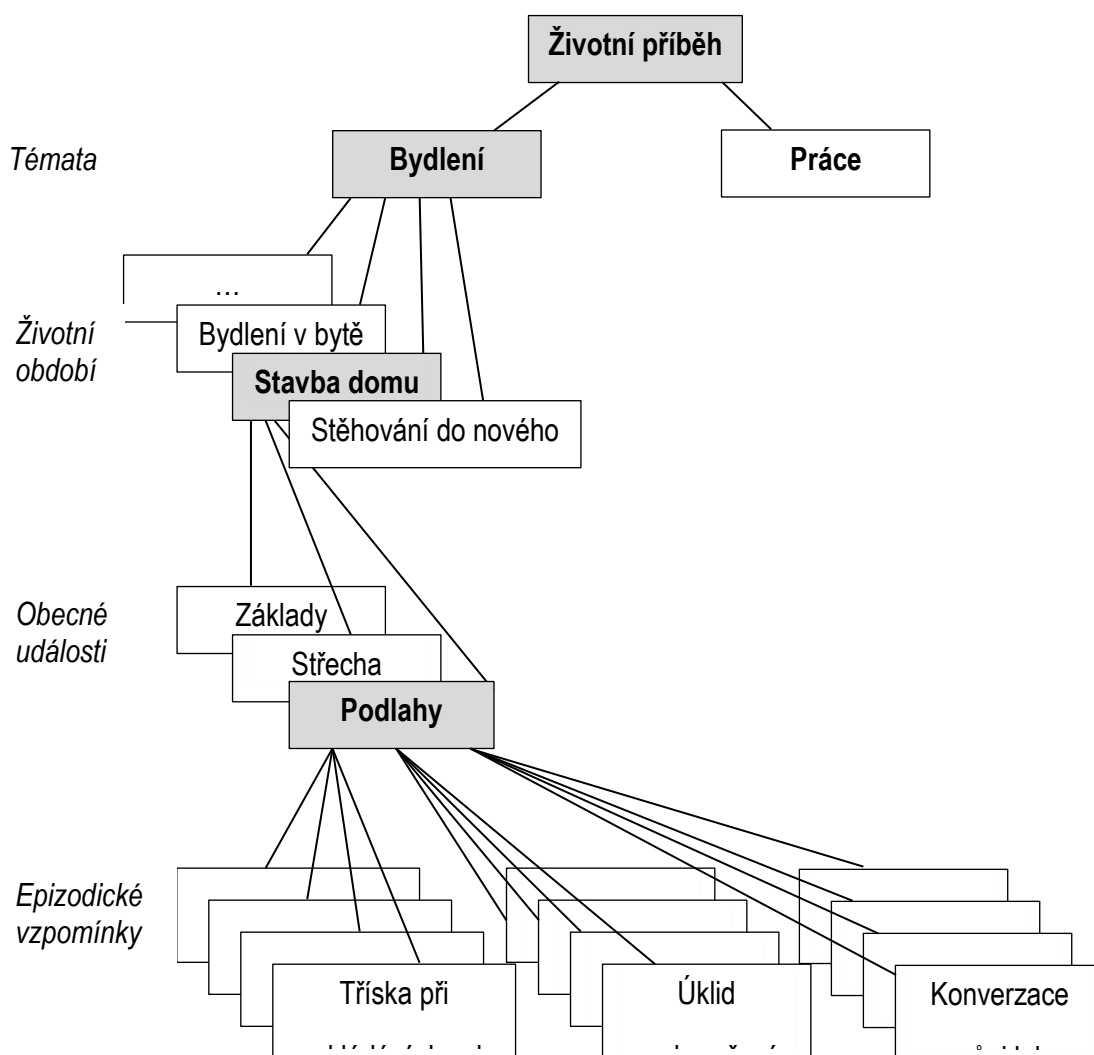 Životní příběh
Témata
Bydlení
Práce
…
Životní
období
Bydlení v bytě
Stavba domu
Stěhování do nového
Obecné
události
Základy
Střecha
Podlahy
Epizodické
vzpomínky
Tříska při
Úklid
Konverzace